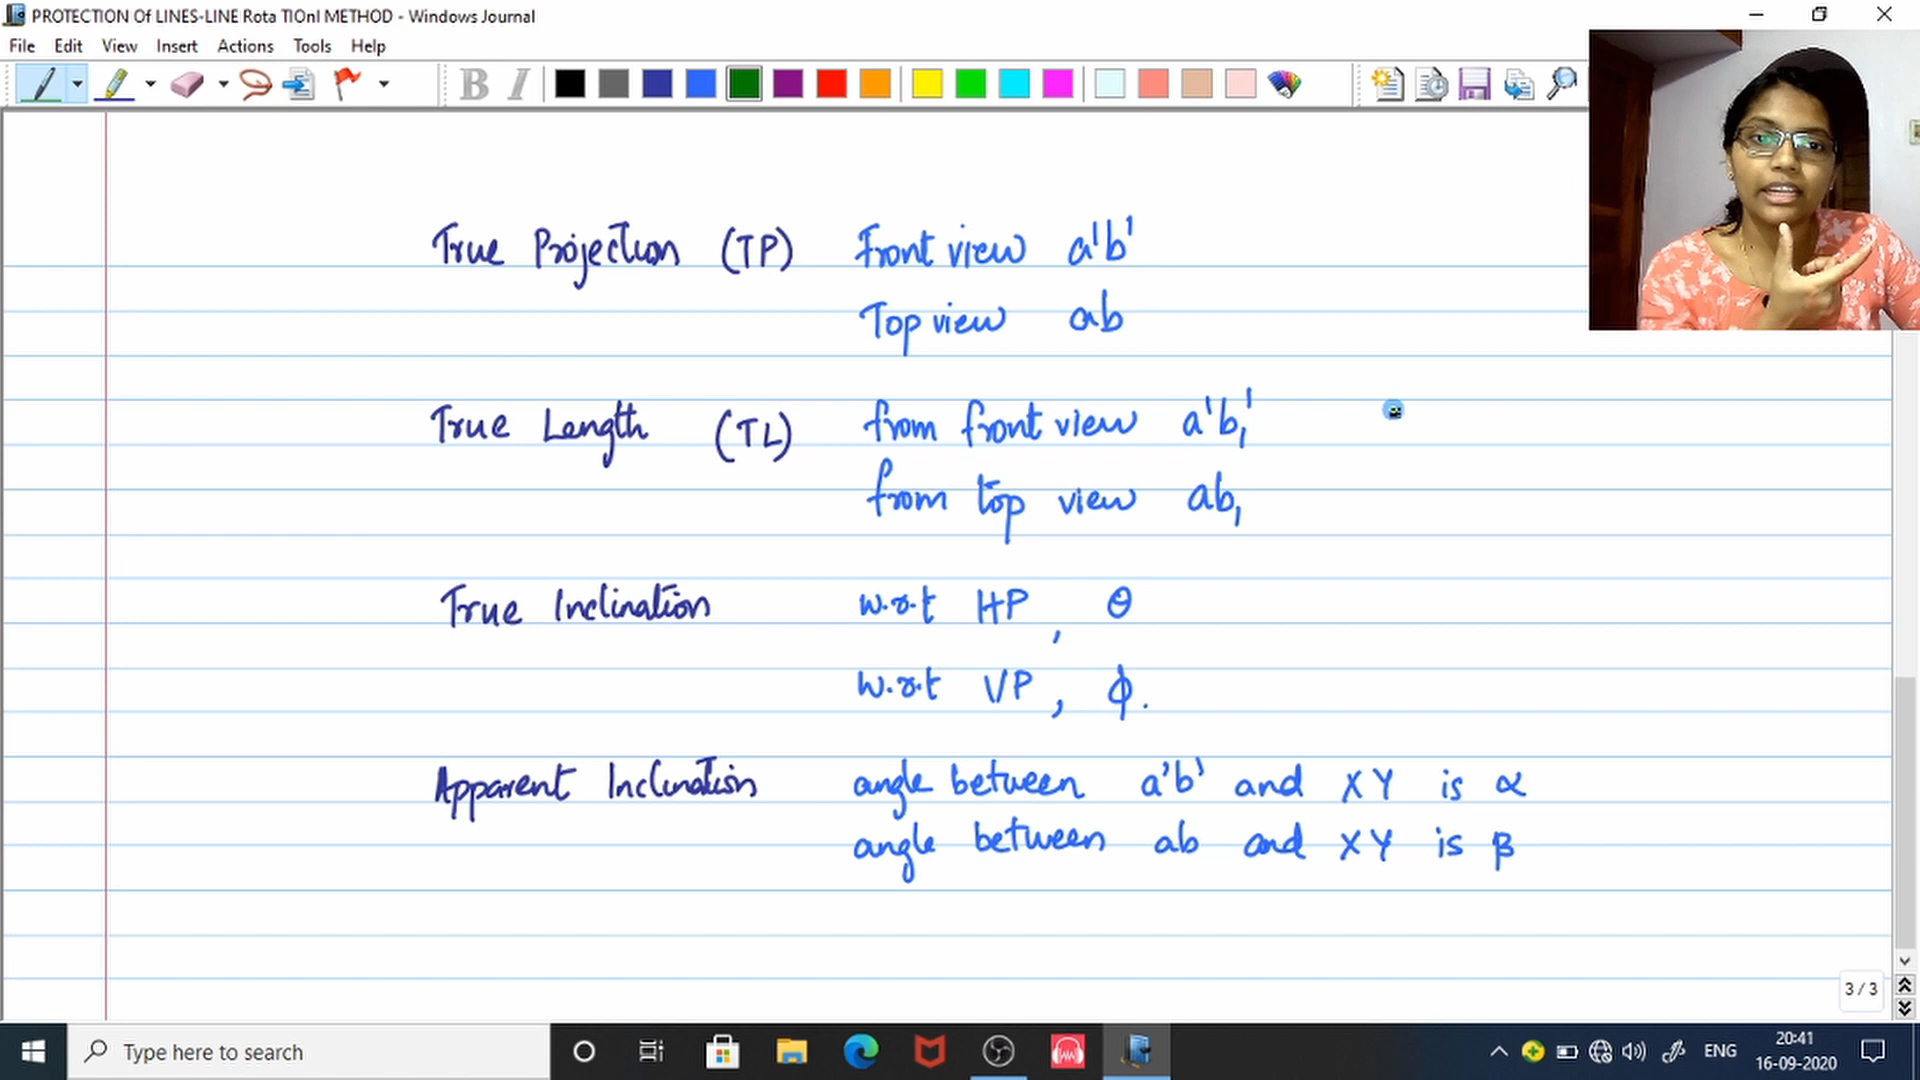 PROTECTION Of LINES-LINE Rota TIOnI METHOD - Windows Journal
File Edit View Insert Actions Tools Help
B I
True Projection (TP) Front view a'b'
Top view ab
True Length (TL) from front view a'b₁'
from top view ab₁
True Inclination w.r.t HP, θ
w.r.t VP, ϕ.
Apparent Inclination angle between a'b' and XY is α
angle between ab and XY is β
3 / 3
Type here to search
ENG
20:41
16-09-2020